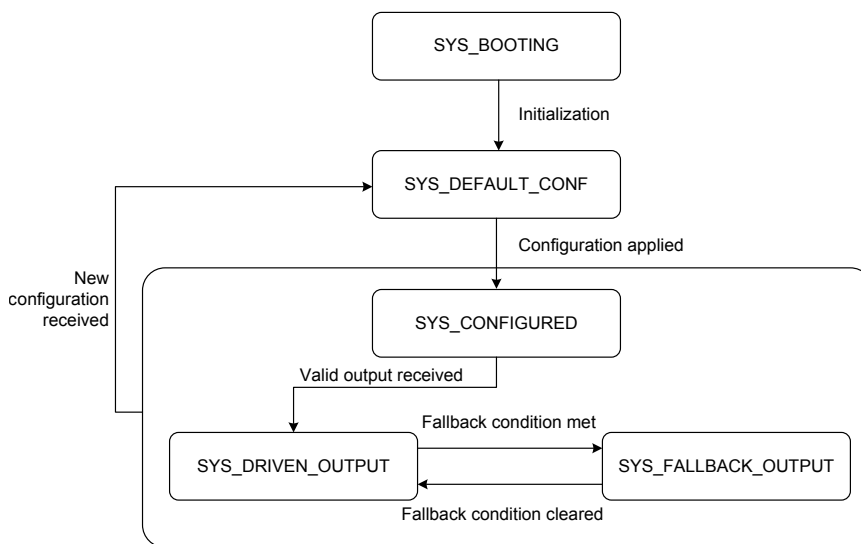 SYS_BOOTING
Initialization
SYS_DEFAULT_CONF
Configuration applied
New
configuration
received
SYS_CONFIGURED
Valid output received
Fallback condition met
SYS_DRIVEN_OUTPUT
SYS_FALLBACK_OUTPUT
Fallback condition cleared